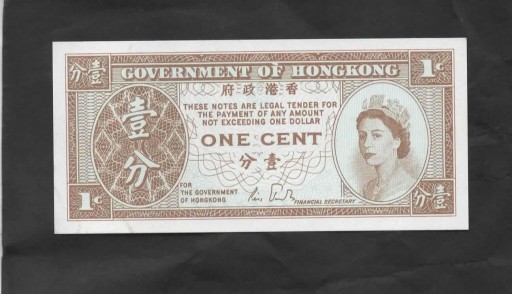 分壹
GOVERNMENT OF HONGKONG
1¢
府政港香
THESE NOTES ARE LEGAL TENDER FOR
THE PAYMENT OF ANY AMOUNT
NOT EXCEEDING ONE DOLLAR
壹
分
ONE CENT
分壹
FOR
THE GOVERNMENT
OF HONGKONG
FINANCIAL SECRETARY
1¢
分壹